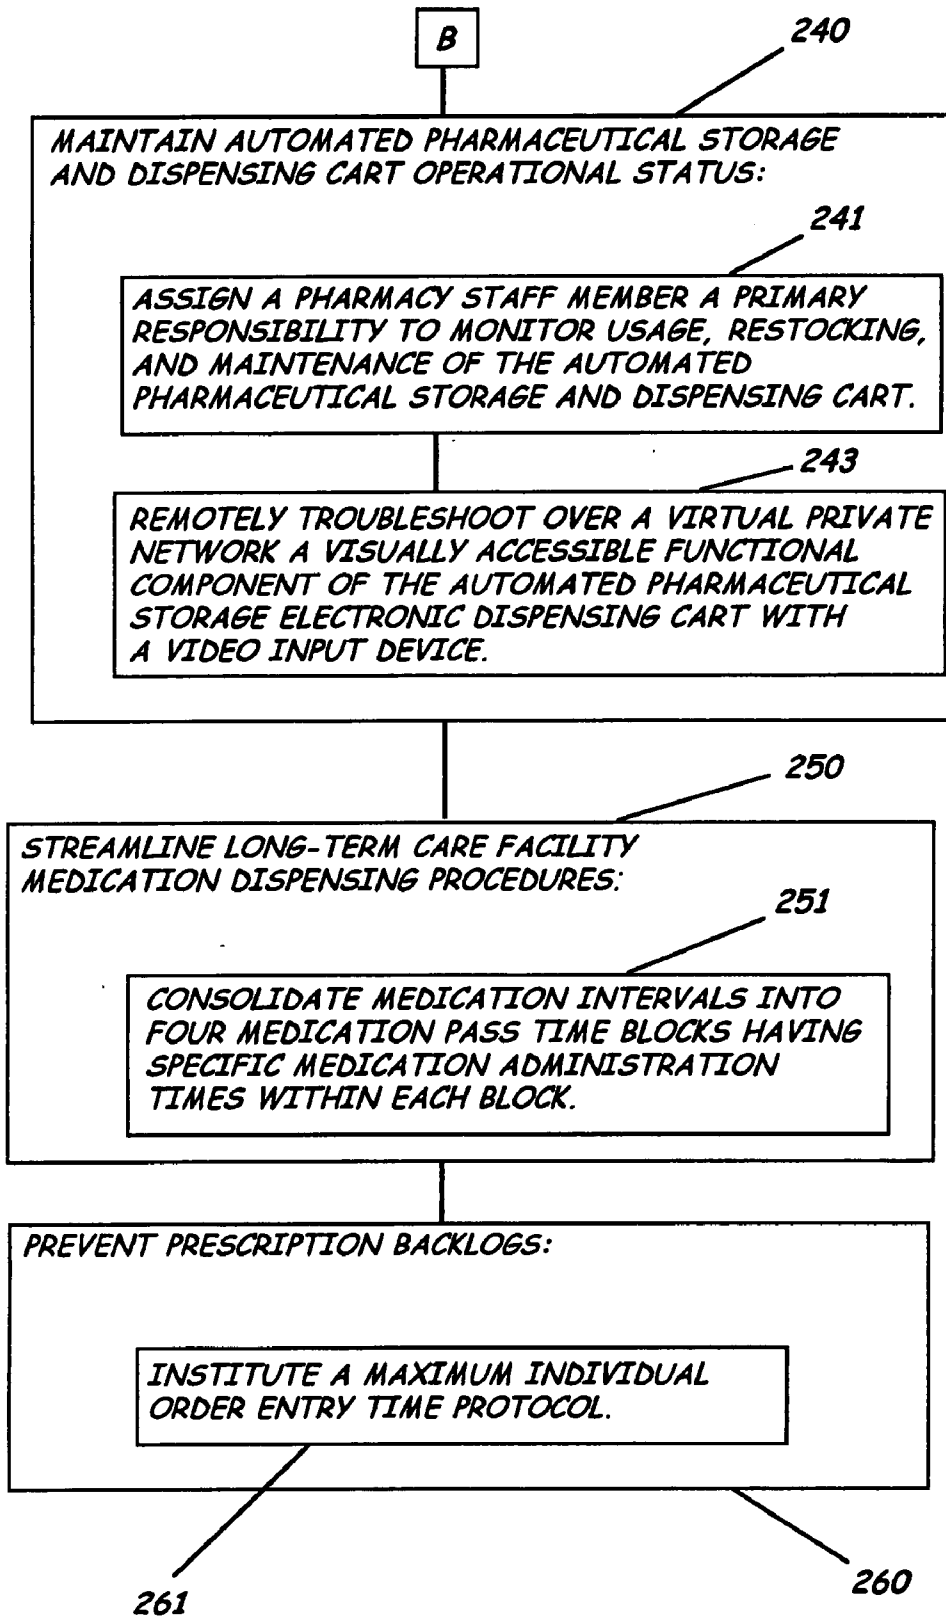 B
240
MAINTAIN AUTOMATED PHARMACEUTICAL STORAGE
AND DISPENSING CART OPERATIONAL STATUS:
241
ASSIGN A PHARMACY STAFF MEMBER A PRIMARY
RESPONSIBILITY TO MONITOR USAGE, RESTOCKING,
AND MAINTENANCE OF THE AUTOMATED
PHARMACEUTICAL STORAGE AND DISPENSING CART.
243
REMOTELY TROUBLESHOOT OVER A VIRTUAL PRIVATE
NETWORK A VISUALLY ACCESSIBLE FUNCTIONAL
COMPONENT OF THE AUTOMATED PHARMACEUTICAL
STORAGE ELECTRONIC DISPENSING CART WITH
A VIDEO INPUT DEVICE.
250
STREAMLINE LONG-TERM CARE FACILITY
MEDICATION DISPENSING PROCEDURES:
251
CONSOLIDATE MEDICATION INTERVALS INTO
FOUR MEDICATION PASS TIME BLOCKS HAVING
SPECIFIC MEDICATION ADMINISTRATION
TIMES WITHIN EACH BLOCK.
PREVENT PRESCRIPTION BACKLOGS:
INSTITUTE A MAXIMUM INDIVIDUAL
ORDER ENTRY TIME PROTOCOL.
261
260